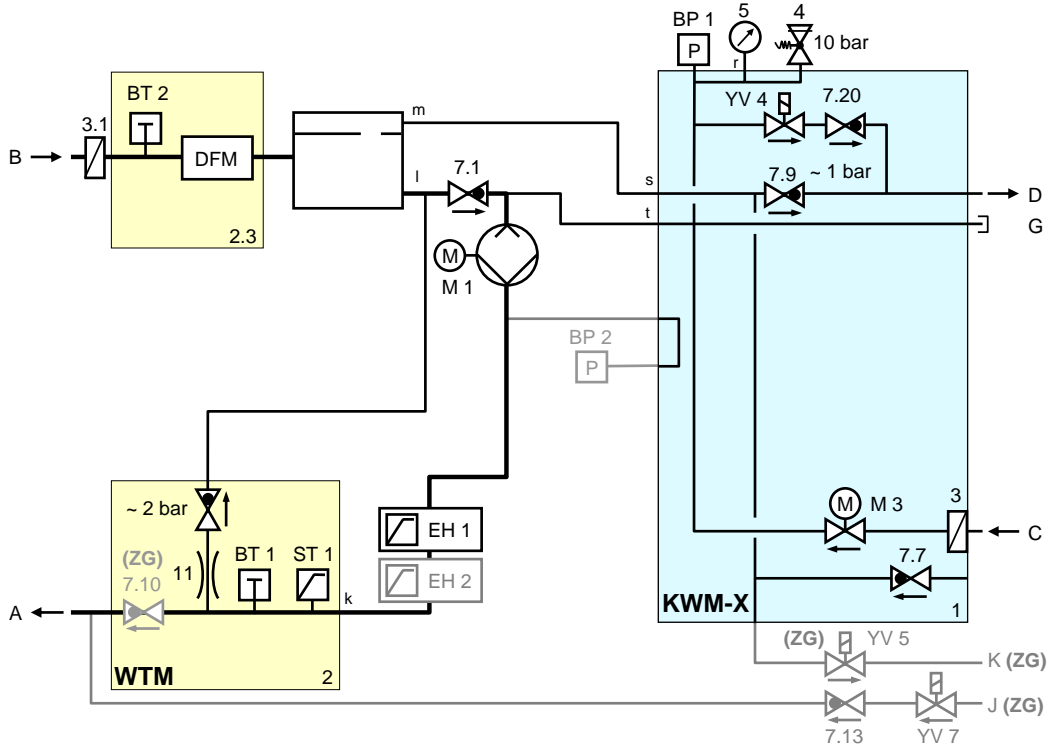 BP 1
5
4
P
r
10 bar
BT 2
YV 4
7.20
3.1
m
B
DFM
7.1
l
7.9
~ 1 bar
s
D
t
G
2.3
M
M 1
BP 2
P
~ 2 bar
M
M 3
3
EH 1
C
(ZG)
BT 1
ST 1
7.7
7.10
11
EH 2
k
A
KWM-X
1
WTM
2
(ZG)
YV 5
K (ZG)
J (ZG)
7.13
YV 7